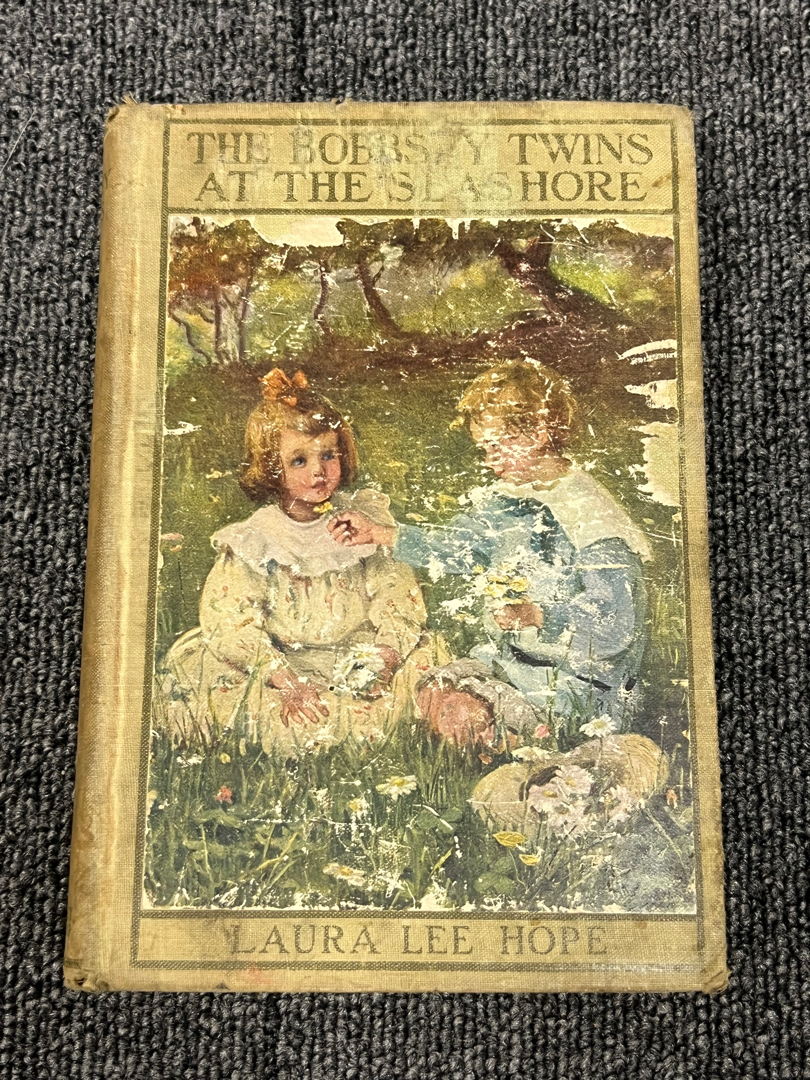 THE BOBBSEY TWINS
AT THE SEASHORE
LAURA LEE HOPE